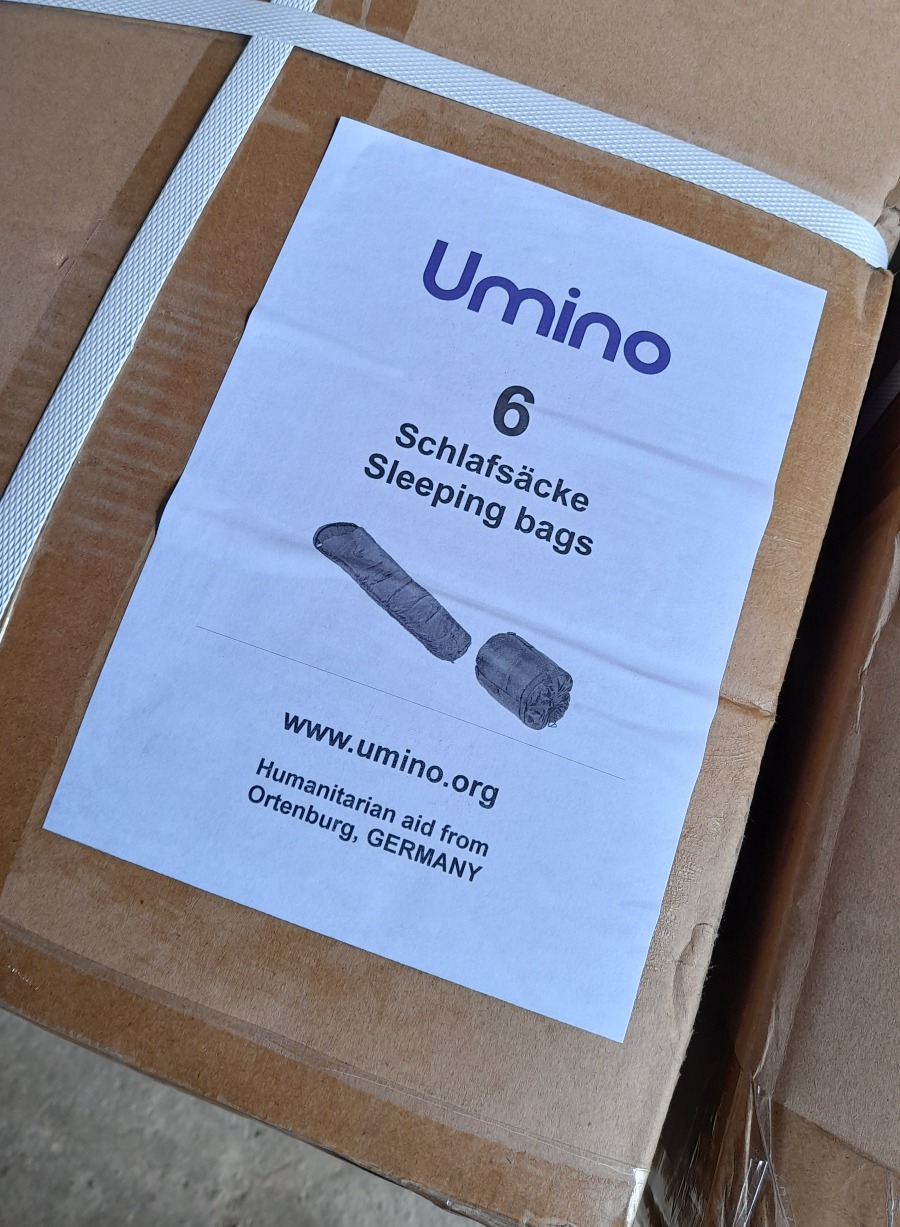 Umino
6
Schlafsäcke
Sleeping bags
www.umino.org
Humanitarian aid from
Ortenburg, GERMANY